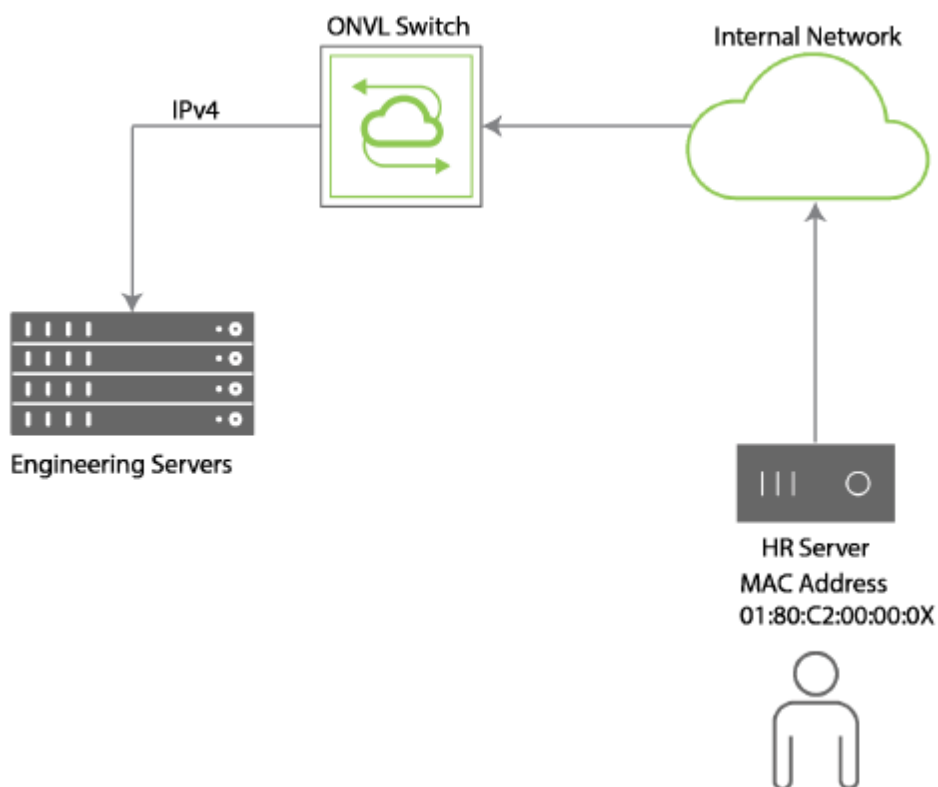 ONVL Switch
Internal Network
IPv4
Engineering Servers
HR Server
MAC Address
01:80:C2:00:00:0X